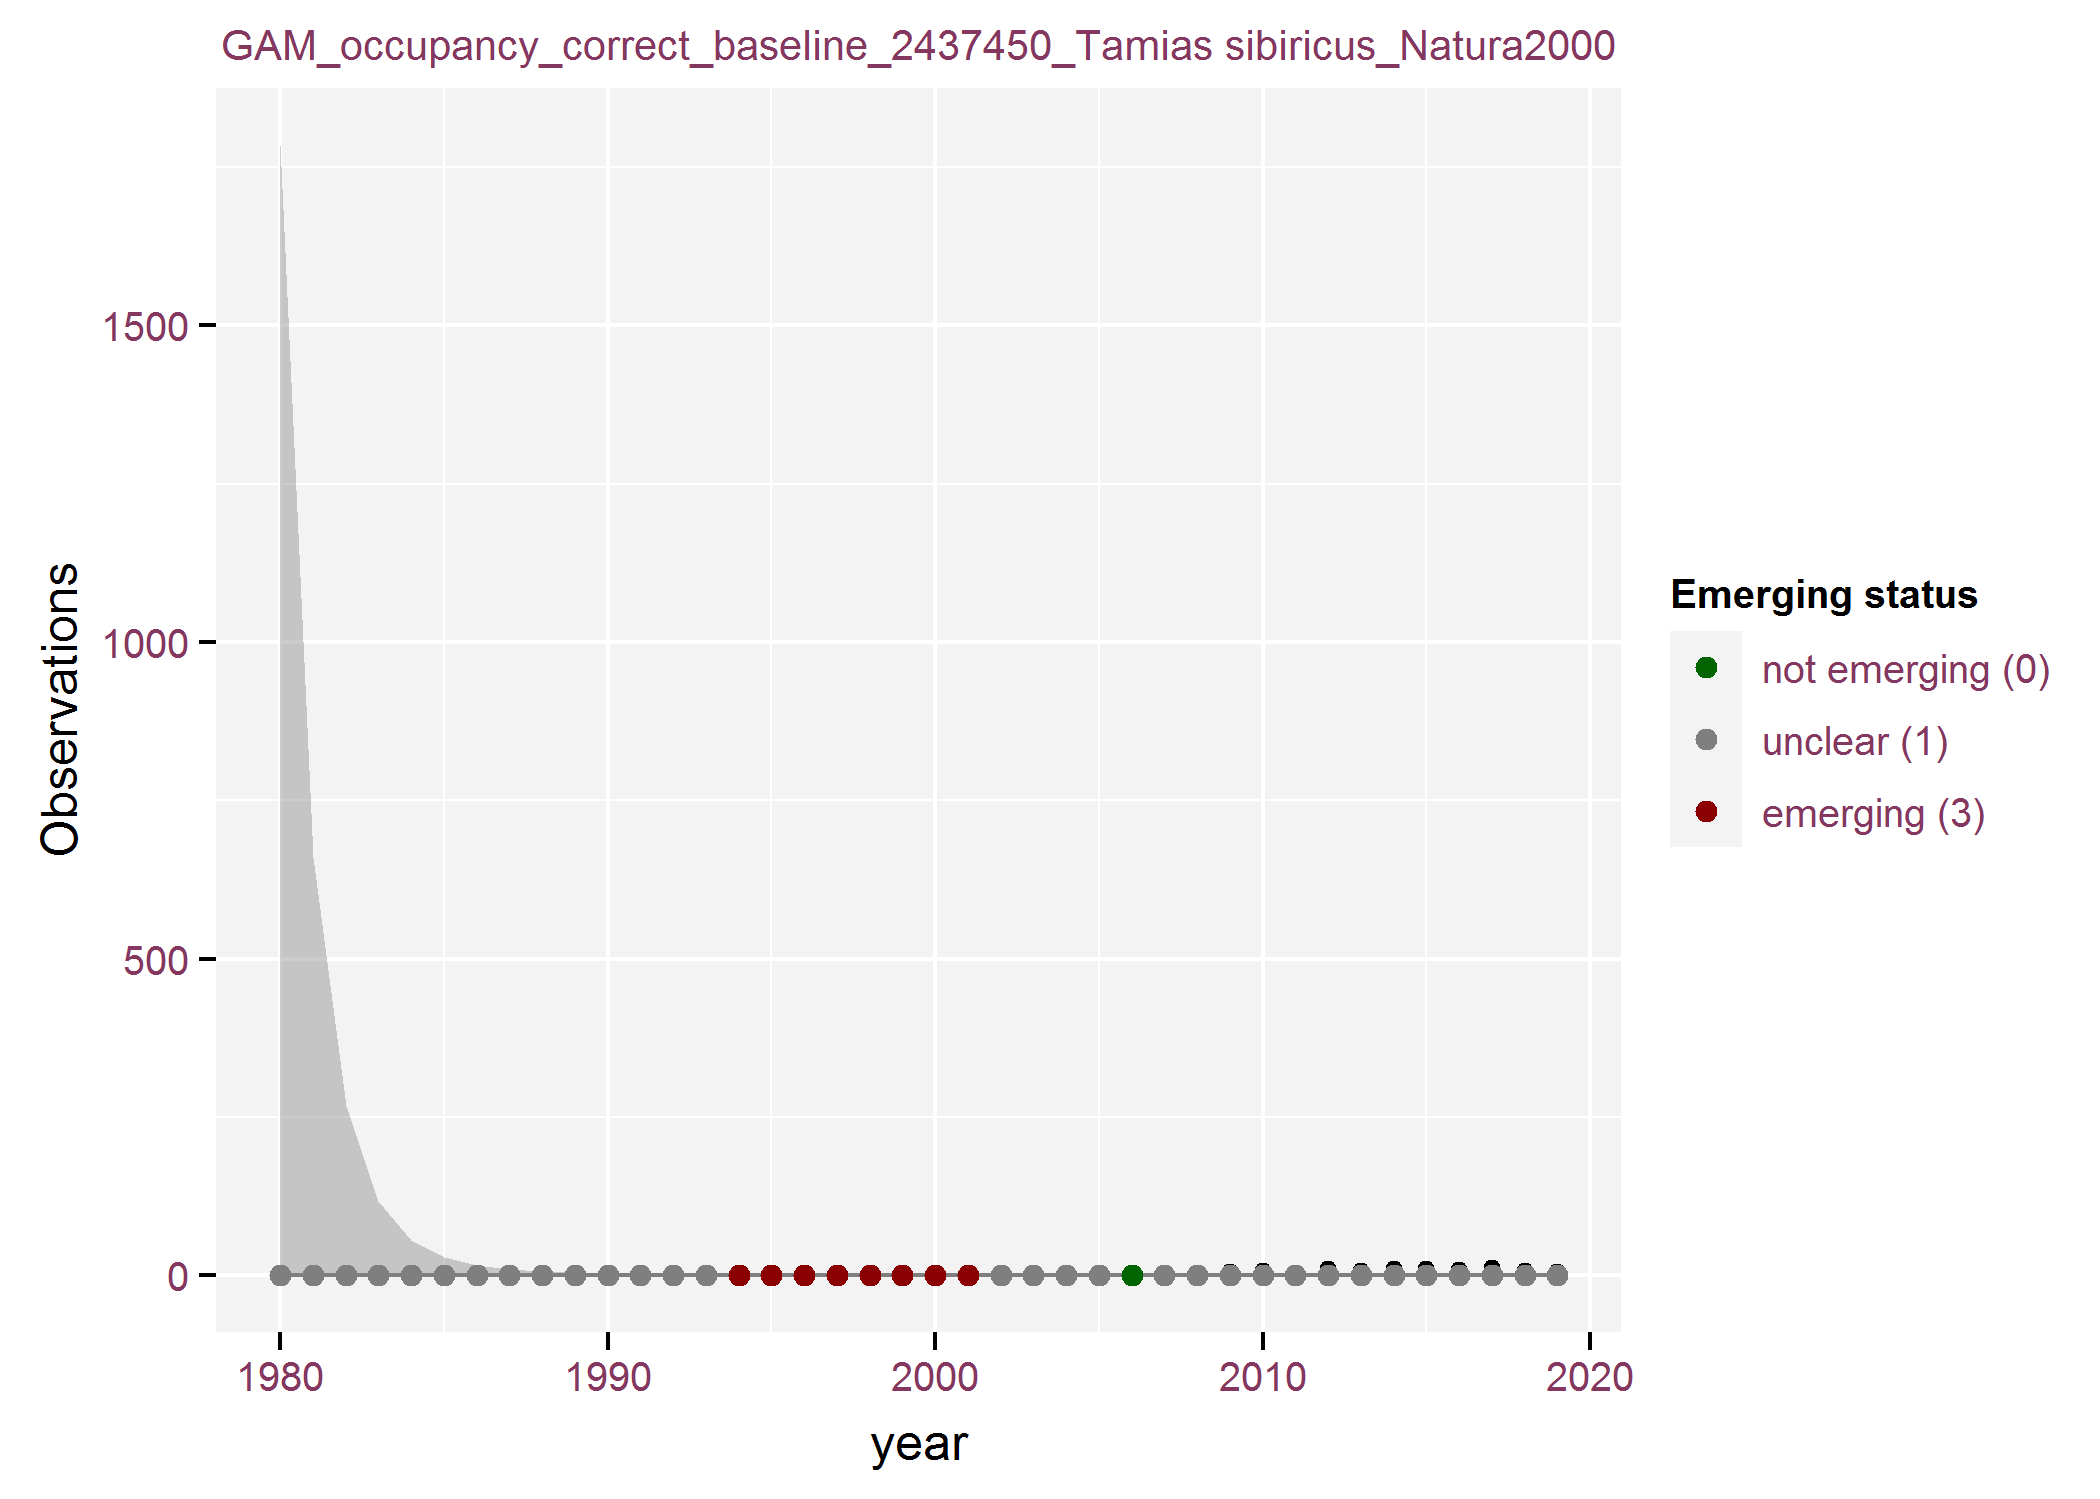 GAM_occupancy_correct_baseline_2437450_Tamias sibiricus_Natura2000
Observations
1500
1000
500
0
1980 1990 2000 2010 2020
year
Emerging status
not emerging (0)
unclear (1)
emerging (3)